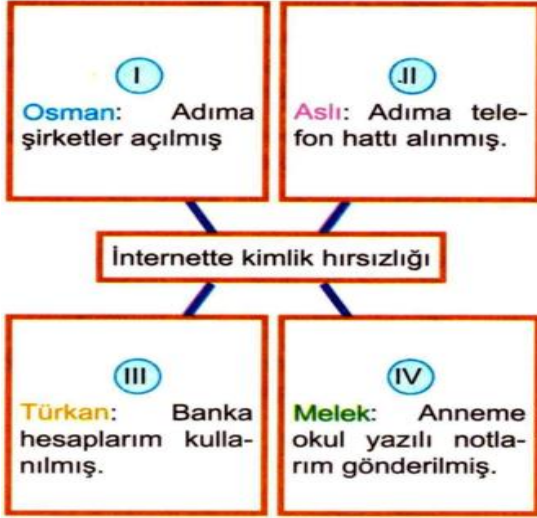 I
Osman: Adıma
şirketler açılmış
II
Aslı: Adıma tele-
fon hattı alınmış.
İnternette kimlik hırsızlığı
III
Türkan: Banka
hesaplarım kulla-
nılmış.
IV
Melek: Anneme
okul yazılı notla-
rım gönderilmiş.